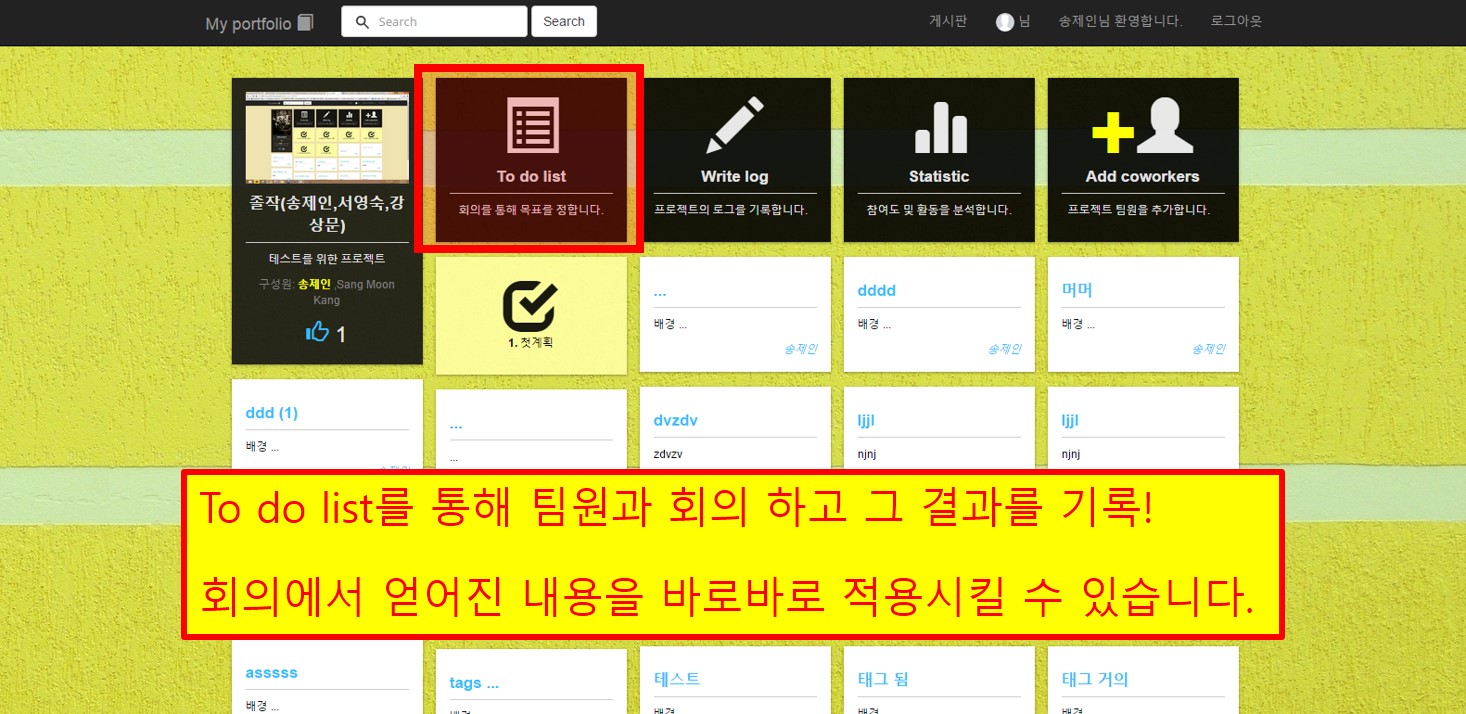 My portfolio
Search
Search
게시판
님
송제인님 환영합니다.
로그아웃
졸작(송제인,서영숙,강
상문)
테스트를 위한 프로젝트
구성원: 송제인 ,Sang Moon
Kang
1
To do list
회의를 통해 목표를 정합니다.
Write log
프로젝트의 로그를 기록합니다.
Statistic
참여도 및 활동을 분석합니다.
Add coworkers
프로젝트 팀원을 추가합니다.
1. 첫계획
...
배경 ...
송제인
dddd
배경 ...
송제인
머머
배경 ...
송제인
ddd (1)
배경 ...
...
...
dvzdv
zdvzv
ljjl
njnj
ljjl
njnj
To do list를 통해 팀원과 회의 하고 그 결과를 기록!
회의에서 얻어진 내용을 바로바로 적용시킬 수 있습니다.
asssss
배경 ...
tags ...
테스트
태그 됨
태그 거의